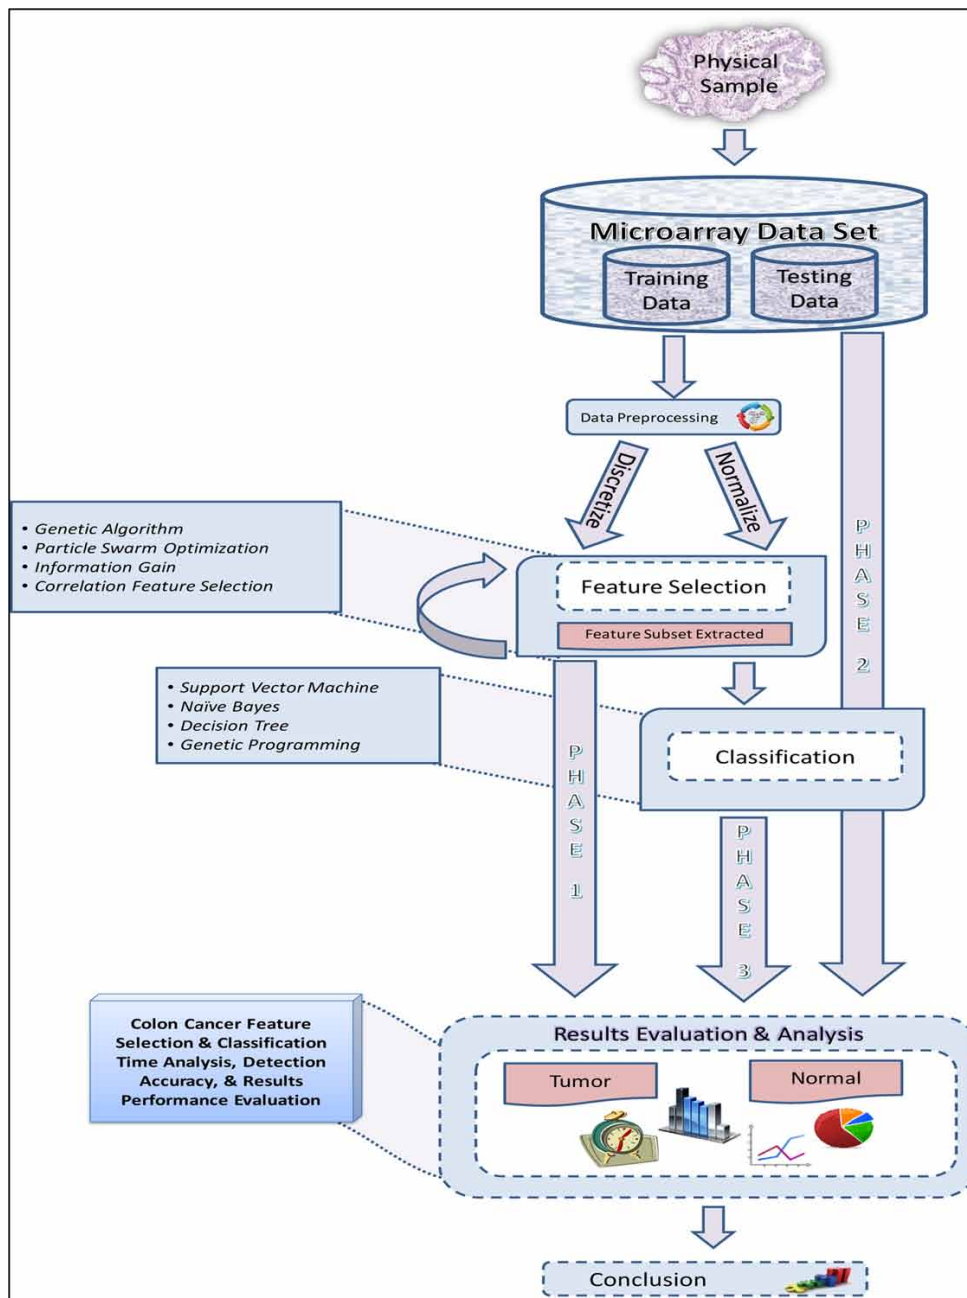 Physical
Sample
Microarray Data Set
Training
Data
Testing
Data
Data Preprocessing
Discretize
Normalize
• Genetic Algorithm
• Particle Swarm Optimization
• Information Gain
• Correlation Feature Selection
Feature Selection
Feature Subset Extracted
• Support Vector Machine
• Naïve Bayes
• Decision Tree
• Genetic Programming
Classification
PHASE 1
PHASE 2
PHASE 3
Colon Cancer Feature
Selection & Classification
Time Analysis, Detection
Accuracy, & Results
Performance Evaluation
Results Evaluation & Analysis
Tumor
Normal
Conclusion